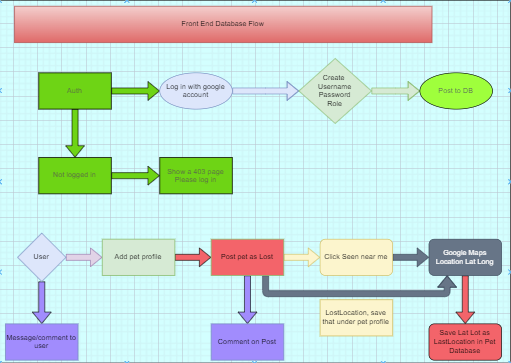 Front End Database Flow
Auth
Log in with google
account
Create
Username
Password
Role
Post to DB
Not logged in
Show a 403 page
Please log in
User
Add pet profile
Post pet as Lost
Click Seen near me
Google Maps
Location Lat Long
Message/comment to
user
Comment on Post
LostLocation, save
that under pet profile
Save Lat Lot as
LastLocation in Pet
Database